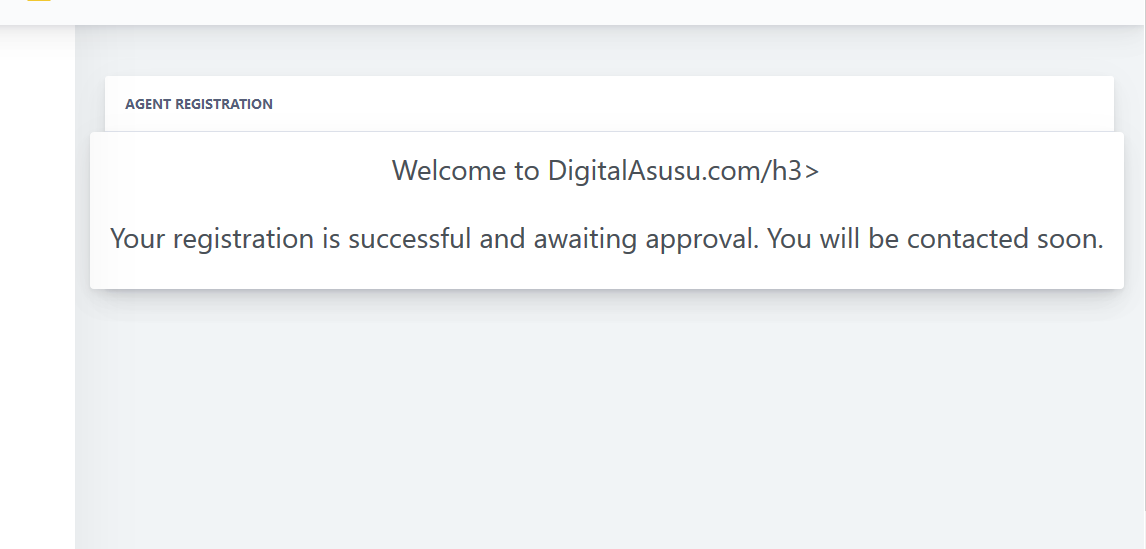 AGENT REGISTRATION
Welcome to DigitalAsusu.com/h3>
Your registration is successful and awaiting approval. You will be contacted soon.